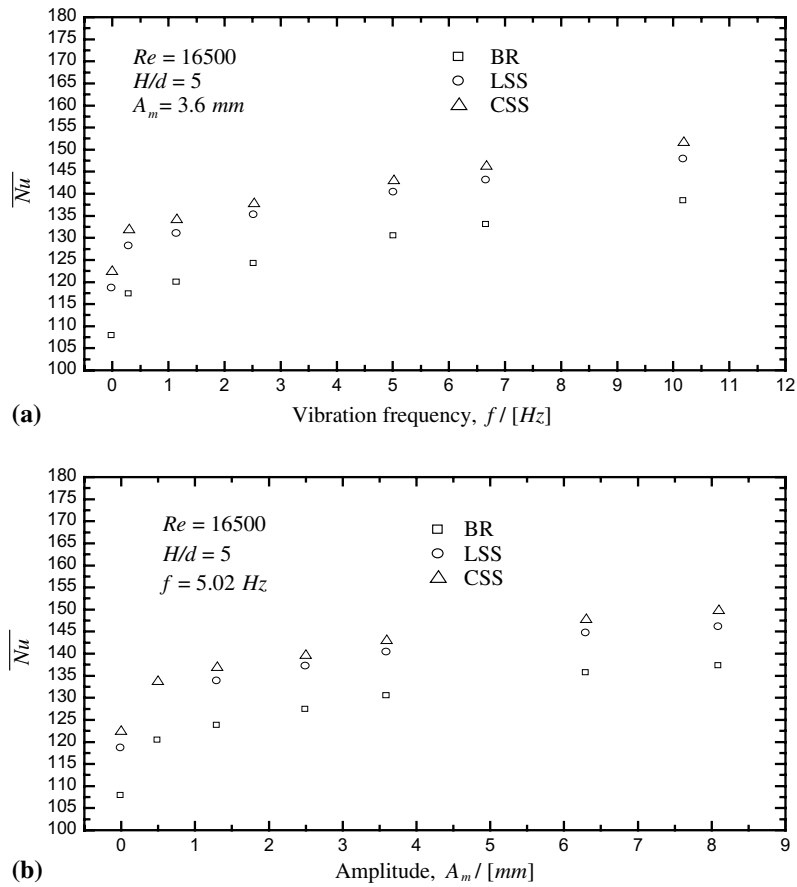 180
175
170
165
160
155
150
145
140
135
130
125
120
115
110
105
100
Nu
Re = 16500
H/d = 5
A_m = 3.6 mm
BR
LSS
CSS
0 1 2 3 4 5 6 7 8 9 10 11 12
(a)
Vibration frequency, f / [Hz]
180
175
170
165
160
155
150
145
140
135
130
125
120
115
110
105
100
Nu
Re = 16500
H/d = 5
f = 5.02 Hz
BR
LSS
CSS
0 1 2 3 4 5 6 7 8 9
(b)
Amplitude, A_m / [mm]